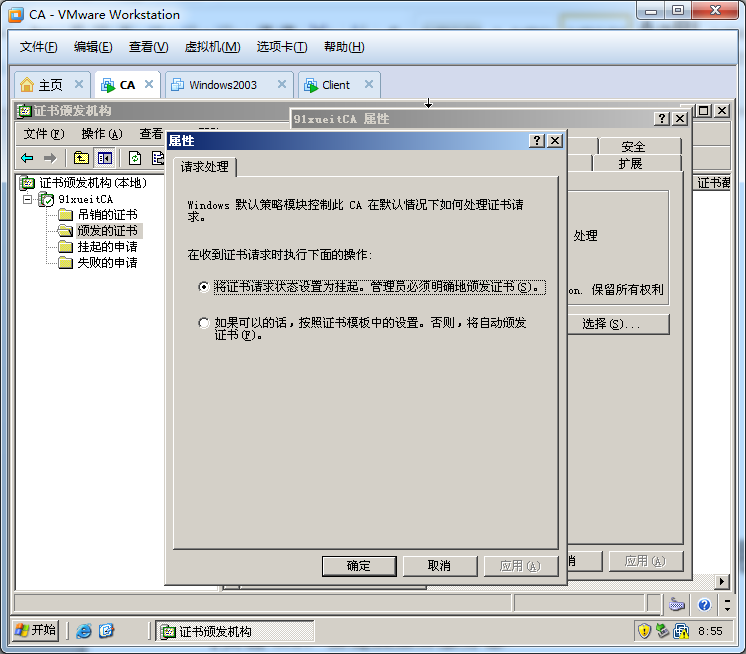 CA - VMware Workstation
文件(F) 编辑(E) 查看(V) 虚拟机(M) 选项卡(T) 帮助(H)
主页 CA Windows2003 Client
证书颁发机构
91xueitCA 属性
文件(F) 操作(A) 查看
属性
安全
请求处理
扩展
证书颁发机构(本地)
证书截
91xueitCA
吊销的证书
颁发的证书
挂起的申请
失败的申请
Windows 默认策略模块控制此 CA 在默认情况下如何处理证书请
求。
处理
在收到证书请求时执行下面的操作:
将证书请求状态设置为挂起。管理员必须明确地颁发证书(S)。
on. 保留所有权利
如果可以的话，按照证书模板中的设置。否则，将自动颁发
证书(F)。
选择(S)...
确定 取消 应用(A)
消 应用(A)
开始 证书颁发机构 8:55